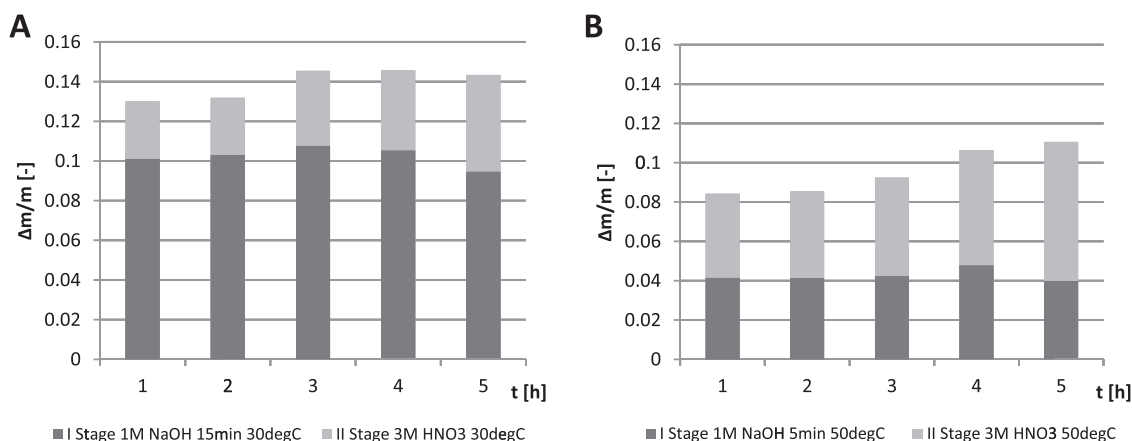 A
Δm/m [-]
0.16
0.14
0.12
0.1
0.08
0.06
0.04
0.02
0
1 2 3 4 5 t [h]
I Stage 1M NaOH 15min 30degC II Stage 3M HNO3 30degC
B
Δm/m [-]
0.16
0.14
0.12
0.1
0.08
0.06
0.04
0.02
0
1 2 3 4 5 t [h]
I Stage 1M NaOH 5min 50degC II Stage 3M HNO3 50degC